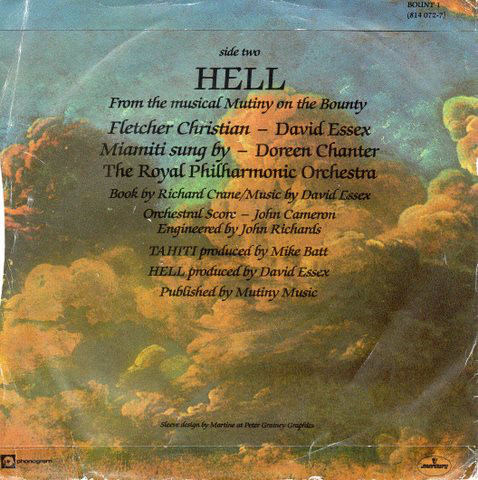 BOUNT 1
(814 072-7)
side two
HELL
From the musical Mutiny on the Bounty
Fletcher Christian – David Essex
Miamiti sung by – Doreen Chanter
The Royal Philharmonic Orchestra
Book by Richard Crane/Music by David Essex
Orchestral Score – John Cameron
Engineered by John Richards
TAHITI produced by Mike Batt
HELL produced by David Essex
Published by Mutiny Music
Sleeve design by Martine at Peter Grainey Graphics
phonogram
mercury